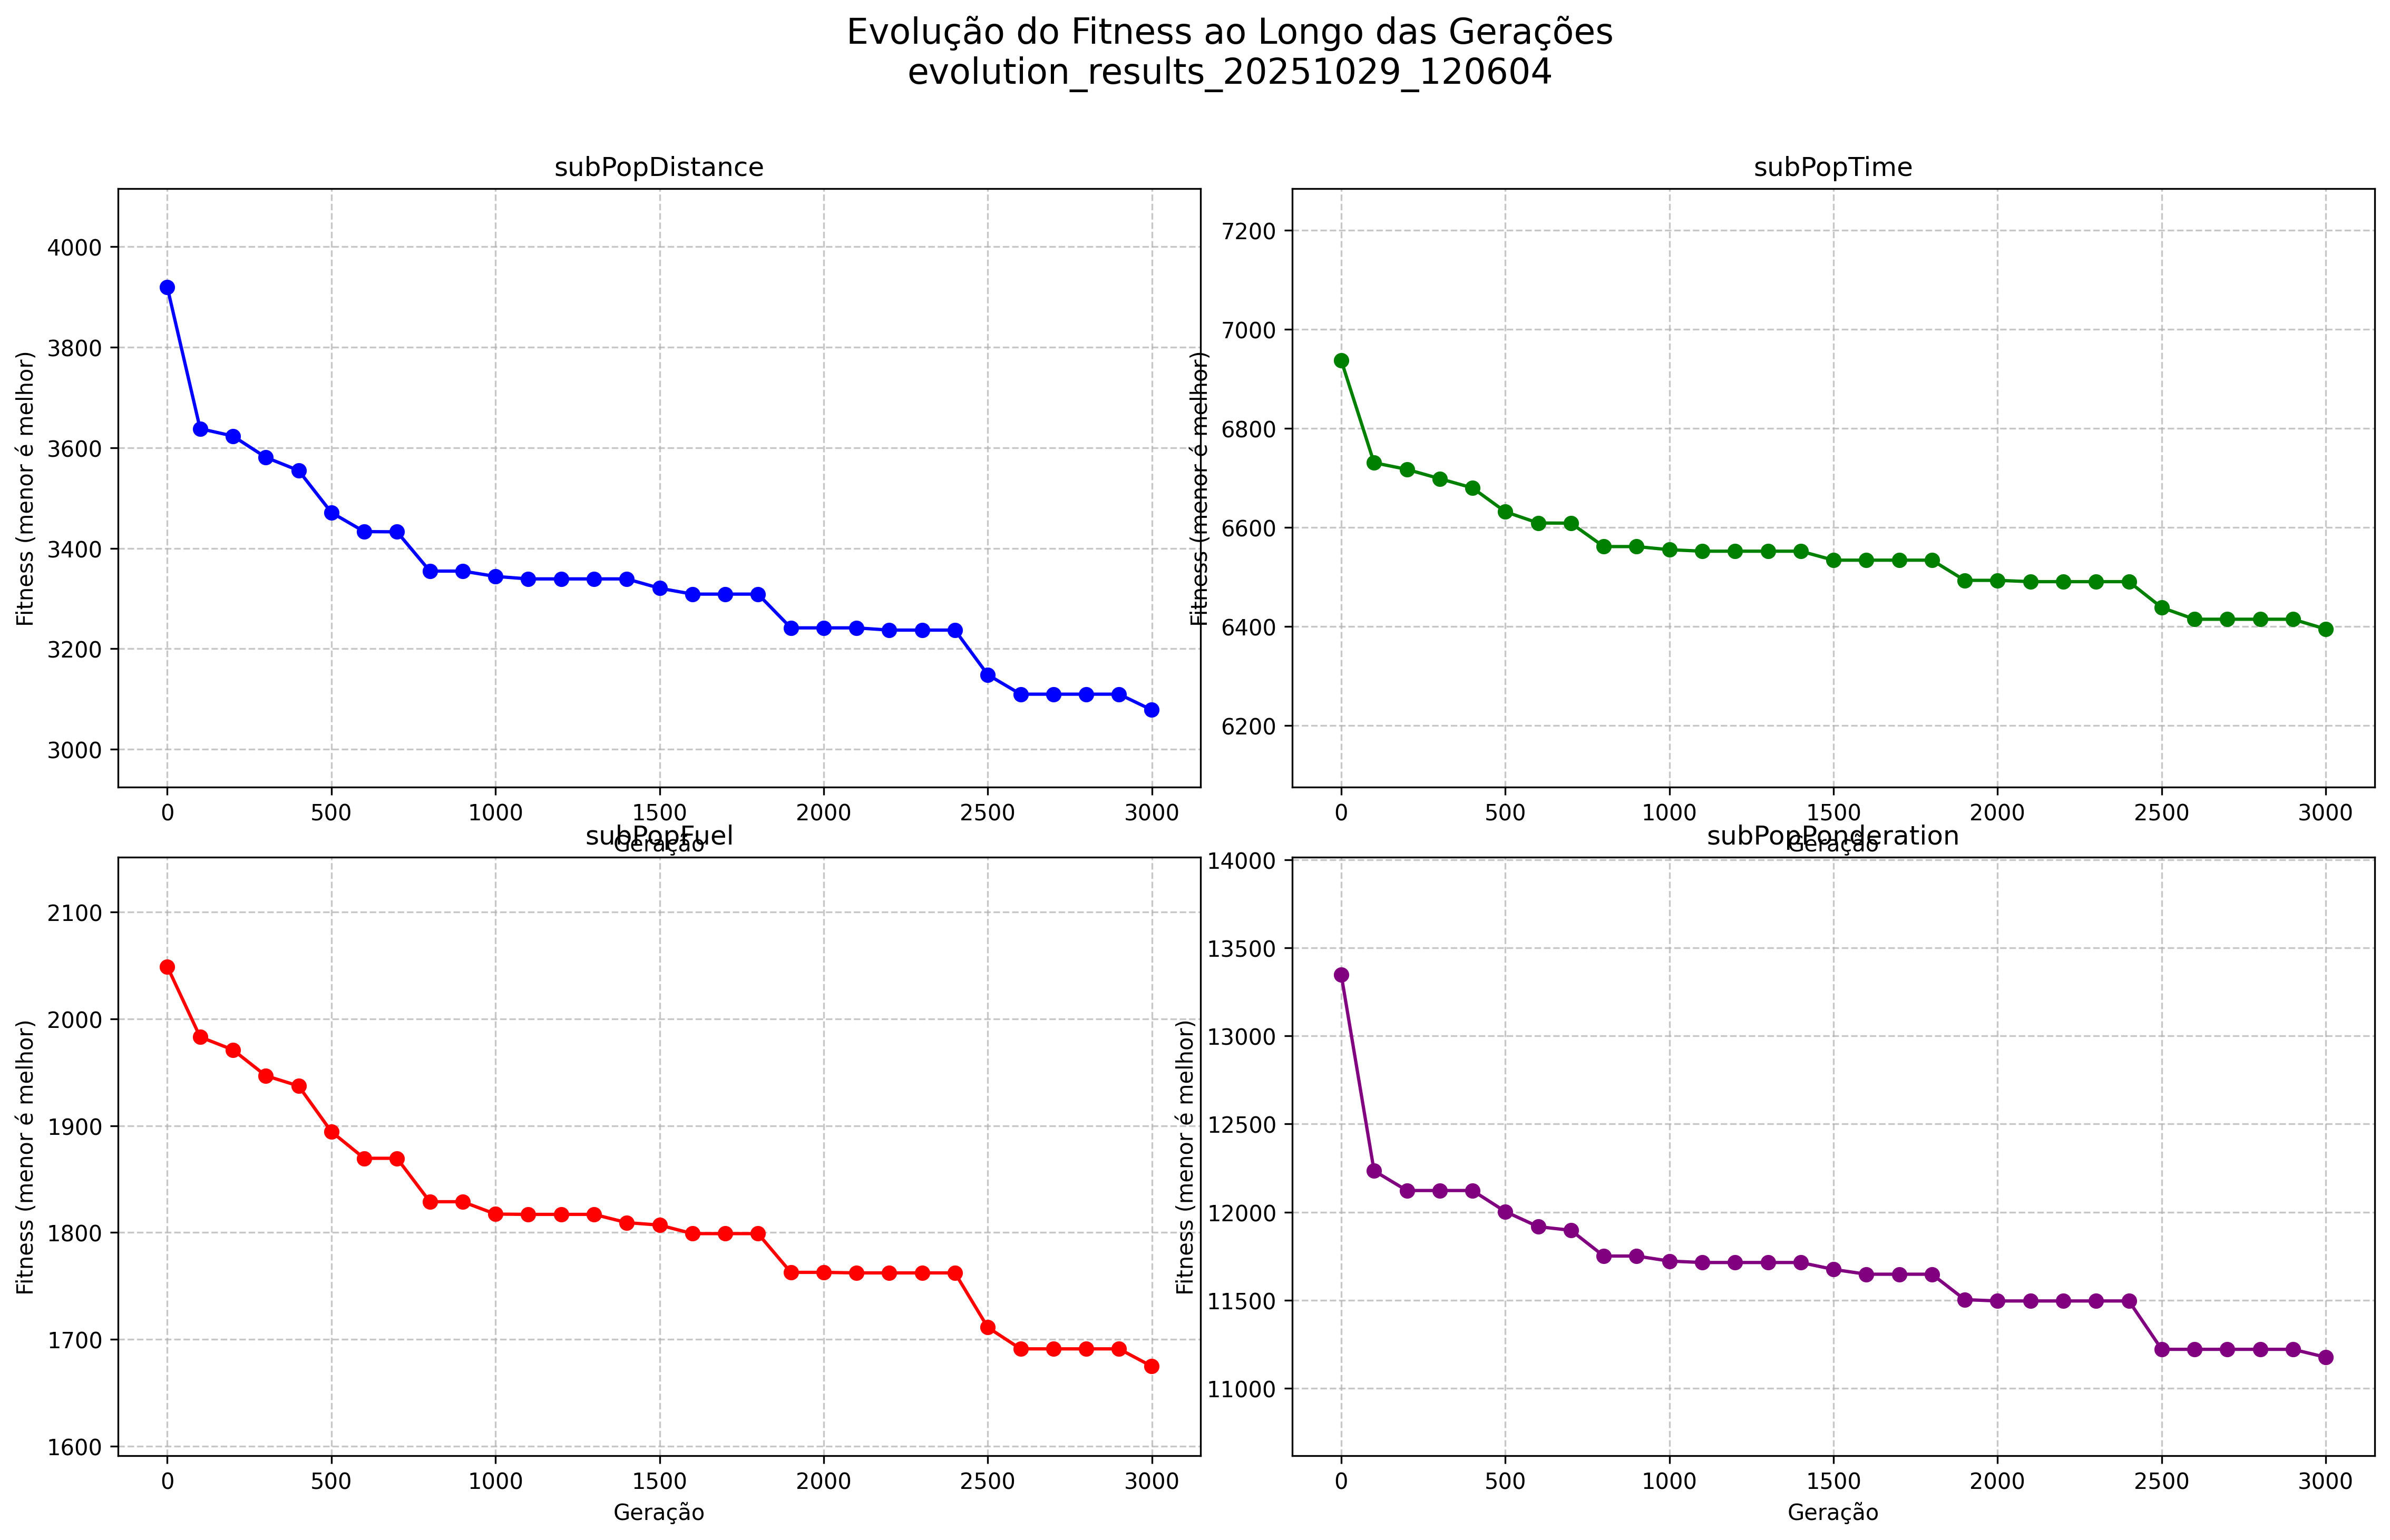 Evolução do Fitness ao Longo das Gerações
evolution_results_20251029_120604
subPopDistance
Fitness (menor é melhor)
4000
3800
3600
3400
3200
3000
0 500 1000 1500 2000 2500 3000
Geração
subPopTime
Fitness (menor é melhor)
7200
7000
6800
6600
6400
6200
0 500 1000 1500 2000 2500 3000
Geração
subPopFuel
Fitness (menor é melhor)
2100
2000
1900
1800
1700
1600
0 500 1000 1500 2000 2500 3000
Geração
subPopPonderation
Fitness (menor é melhor)
14000
13500
13000
12500
12000
11500
11000
0 500 1000 1500 2000 2500 3000
Geração